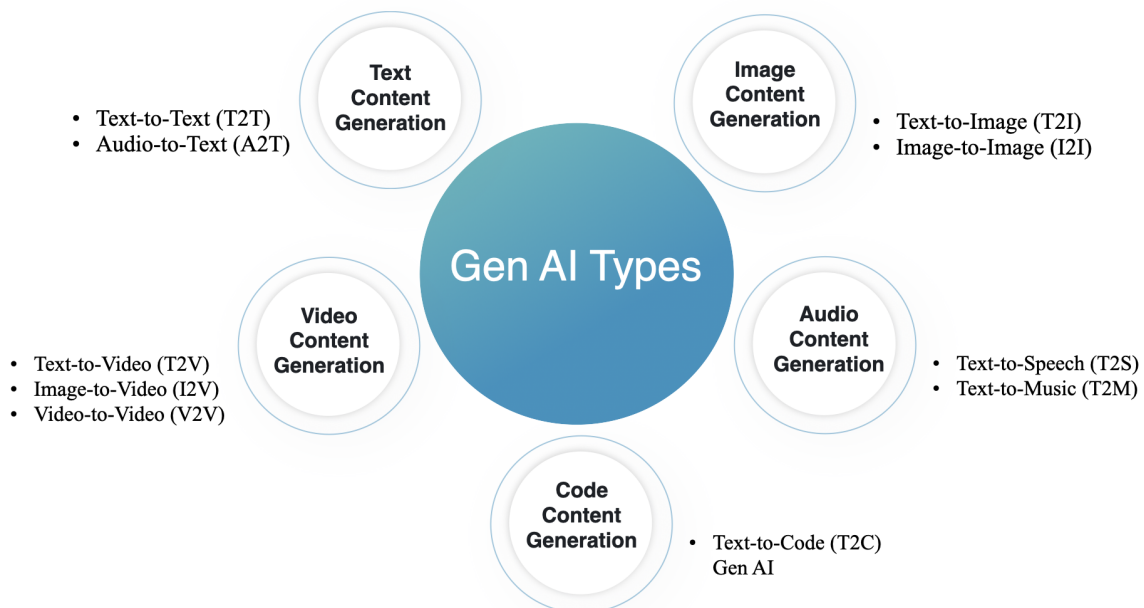 Text
Content
Generation
• Text-to-Text (T2T)
• Audio-to-Text (A2T)
Image
Content
Generation
• Text-to-Image (T2I)
• Image-to-Image (I2I)
Gen AI Types
Video
Content
Generation
• Text-to-Video (T2V)
• Image-to-Video (I2V)
• Video-to-Video (V2V)
Audio
Content
Generation
• Text-to-Speech (T2S)
• Text-to-Music (T2M)
Code
Content
Generation
• Text-to-Code (T2C)
Gen AI